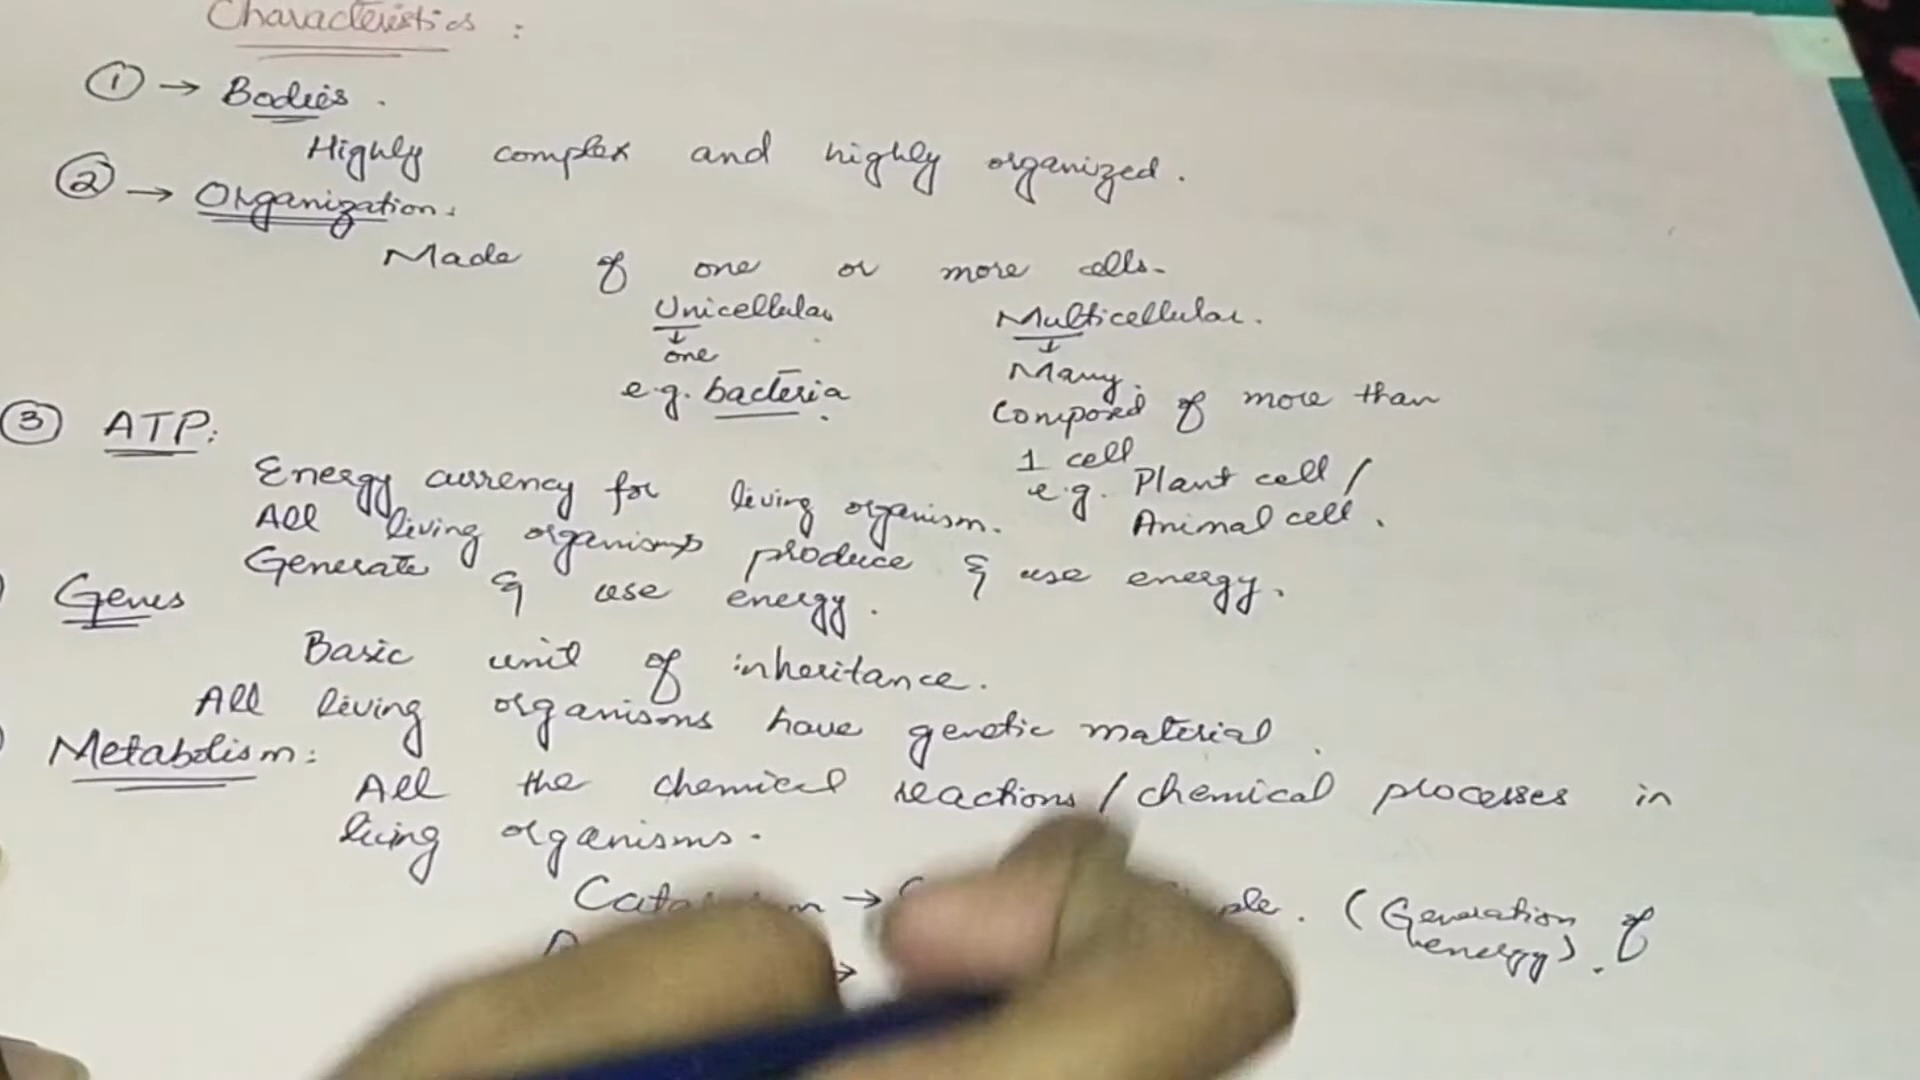 Characteristics :
① → Bodies.
Highly complex and highly organized.
② → Organization.
Made of one or more cells.
Unicellular Multicellular.
↓ ↓
one Many.
e.g. bacteria Composed of more than
1 cell
e.g. Plant cell /
Animal cell.
③ ATP:
Energy currency for living organism.
All living organisms produce & use energy.
Generate & use energy.
Genes
Basic unit of inheritance.
All living organisms have genetic material.
Metabolism:
All the chemical reactions / chemical processes in
living organisms.
→ (Generation of
energy).
→